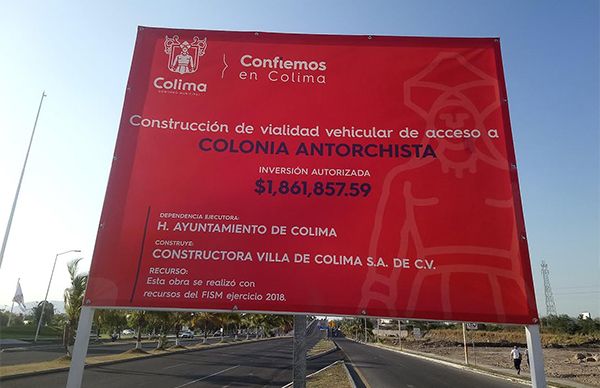 Colima
GOBIERNO MUNICIPAL
Confiemos
en Colima
Construcción de vialidad vehicular de acceso a
COLONIA ANTORCHISTA
INVERSIÓN AUTORIZADA
$1,861,857.59
DEPENDENCIA EJECUTORA:
H. AYUNTAMIENTO DE COLIMA
CONSTRUYE:
CONSTRUCTORA VILLA DE COLIMA S.A. DE C.V.
RECURSO:
Esta obra se realizó con
recursos del FISM ejercicio 2018.